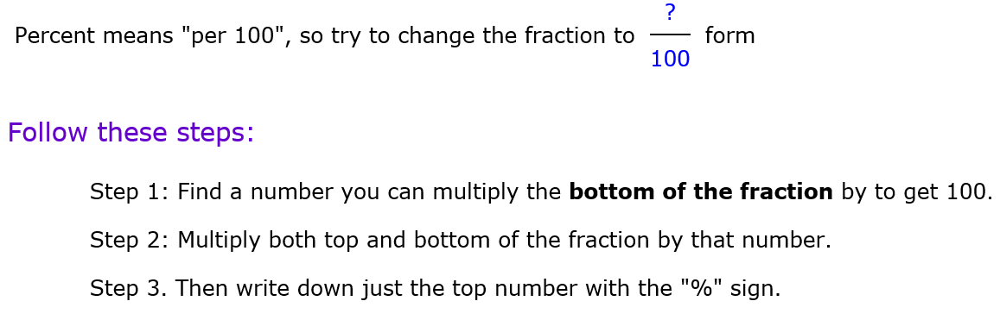 Percent means "per 100", so try to change the fraction to ?/100 form
Follow these steps:
Step 1: Find a number you can multiply the bottom of the fraction by to get 100.
Step 2: Multiply both top and bottom of the fraction by that number.
Step 3. Then write down just the top number with the "%" sign.